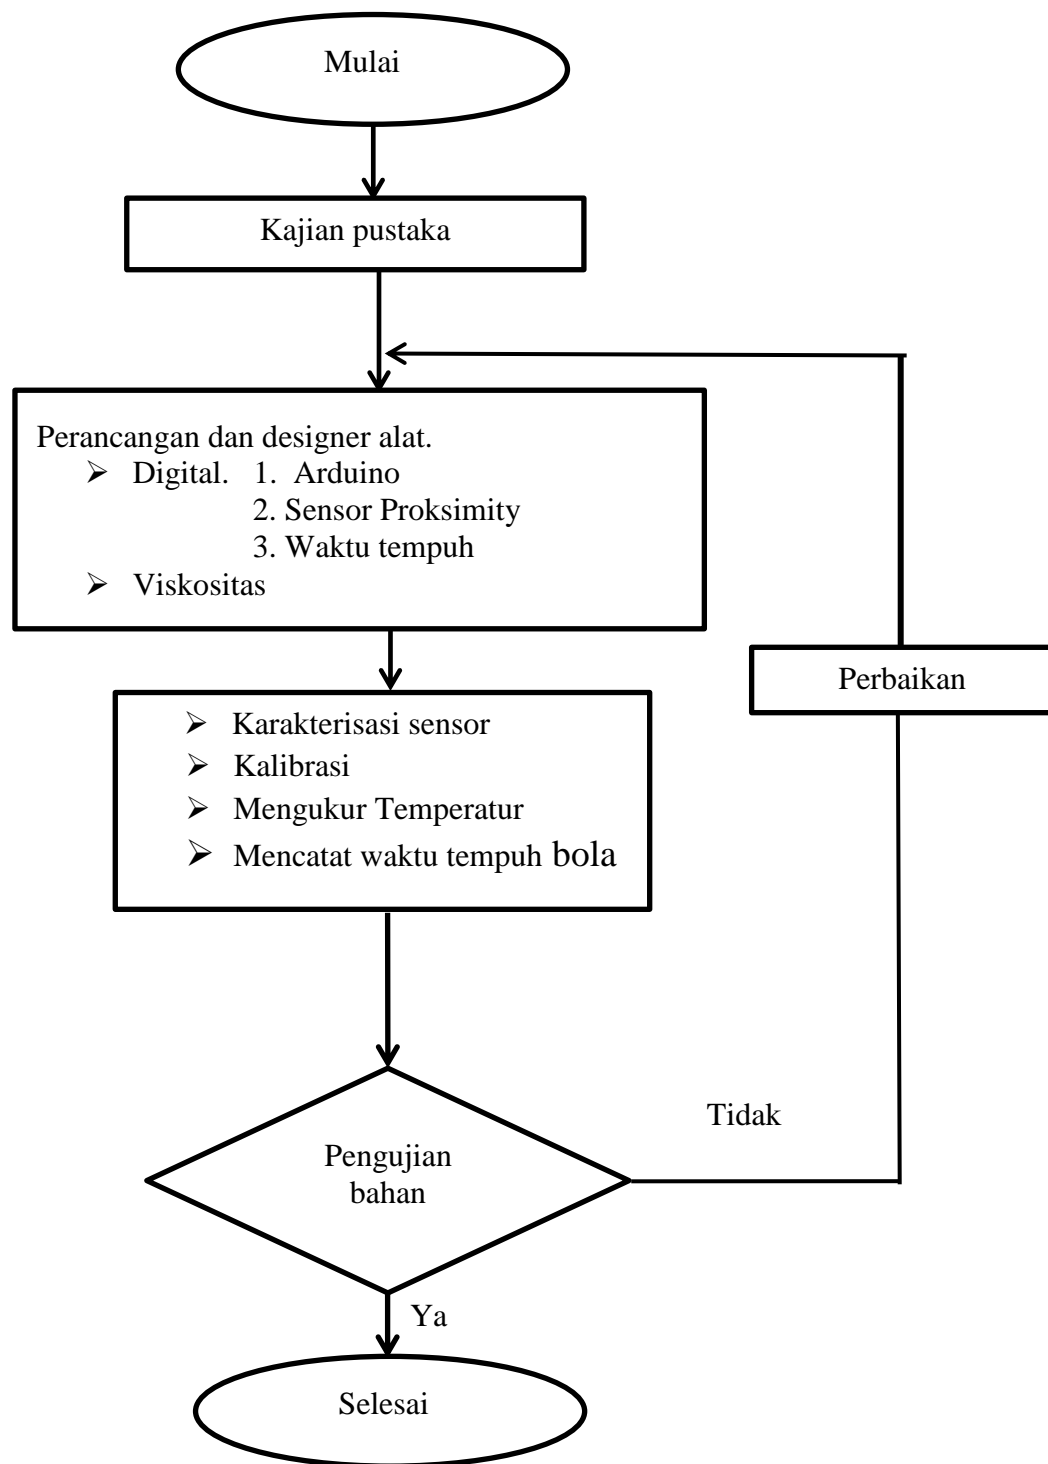 Mulai
Kajian pustaka
Perancangan dan designer alat.
➢ Digital. 1. Arduino
2. Sensor Proksimity
3. Waktu tempuh
➢ Viskositas
Perbaikan
➢ Karakterisasi sensor
➢ Kalibrasi
➢ Mengukur Temperatur
➢ Mencatat waktu tempuh bola
Tidak
Pengujian
bahan
Ya
Selesai